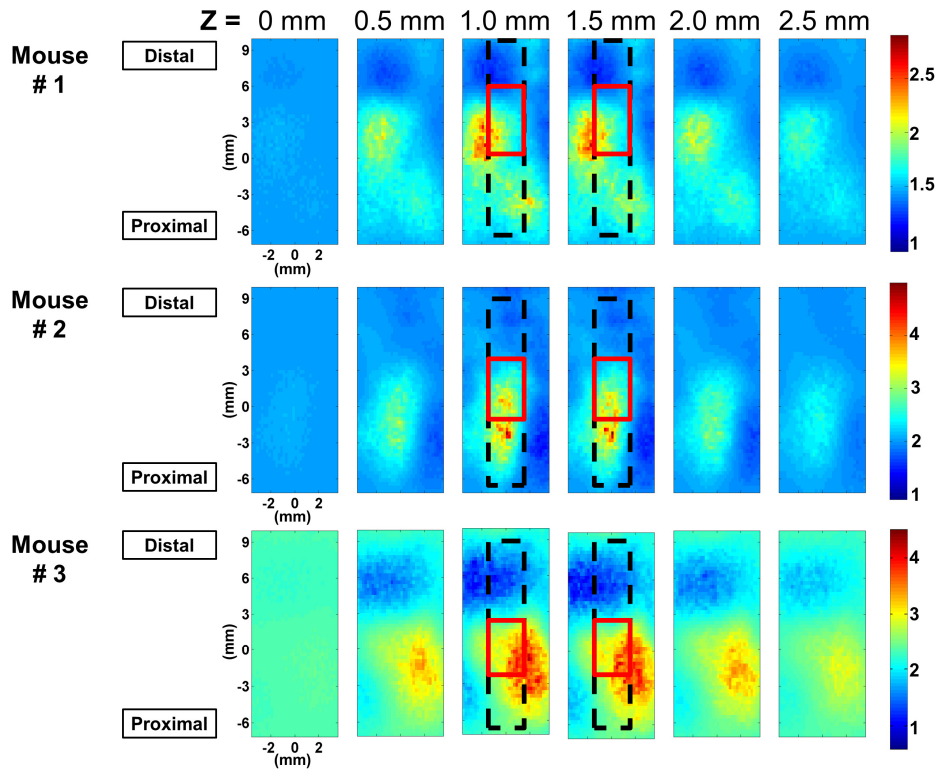 Z = 0 mm 0.5 mm 1.0 mm 1.5 mm 2.0 mm 2.5 mm
Mouse
# 1
Distal
Proximal
9
6
3
0
-3
-6
(mm)
-2 0 2
(mm)
2.5
2
1.5
1
Mouse
# 2
Distal
Proximal
9
6
3
0
-3
-6
(mm)
-2 0 2
(mm)
4
3
2
1
Mouse
# 3
Distal
Proximal
9
6
3
0
-3
-6
(mm)
-2 0 2
(mm)
4
3
2
1